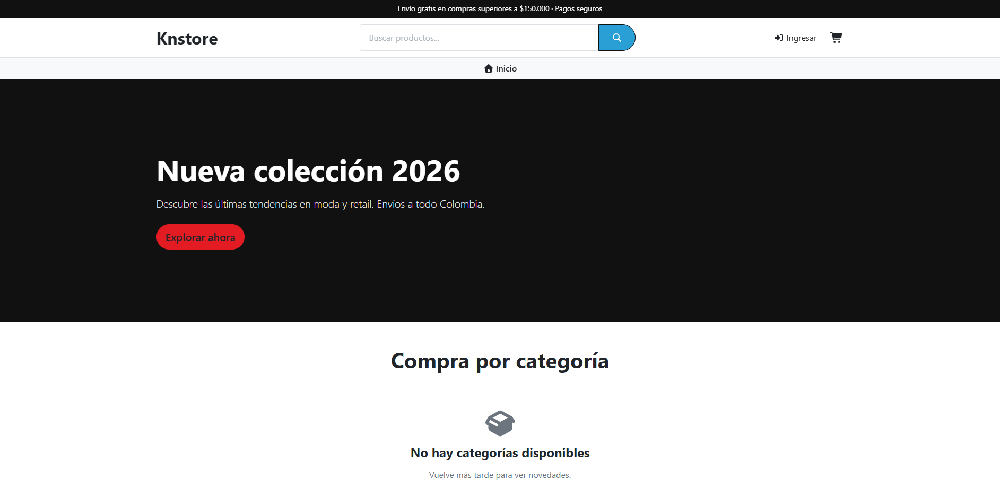 Envío gratis en compras superiores a $150.000 · Pagos seguros
Knstore
Buscar productos...
Ingresar
Inicio
Nueva colección 2026
Descubre las últimas tendencias en moda y retail. Envíos a todo Colombia.
Explorar ahora
Compra por categoría
No hay categorías disponibles
Vuelve más tarde para ver novedades.